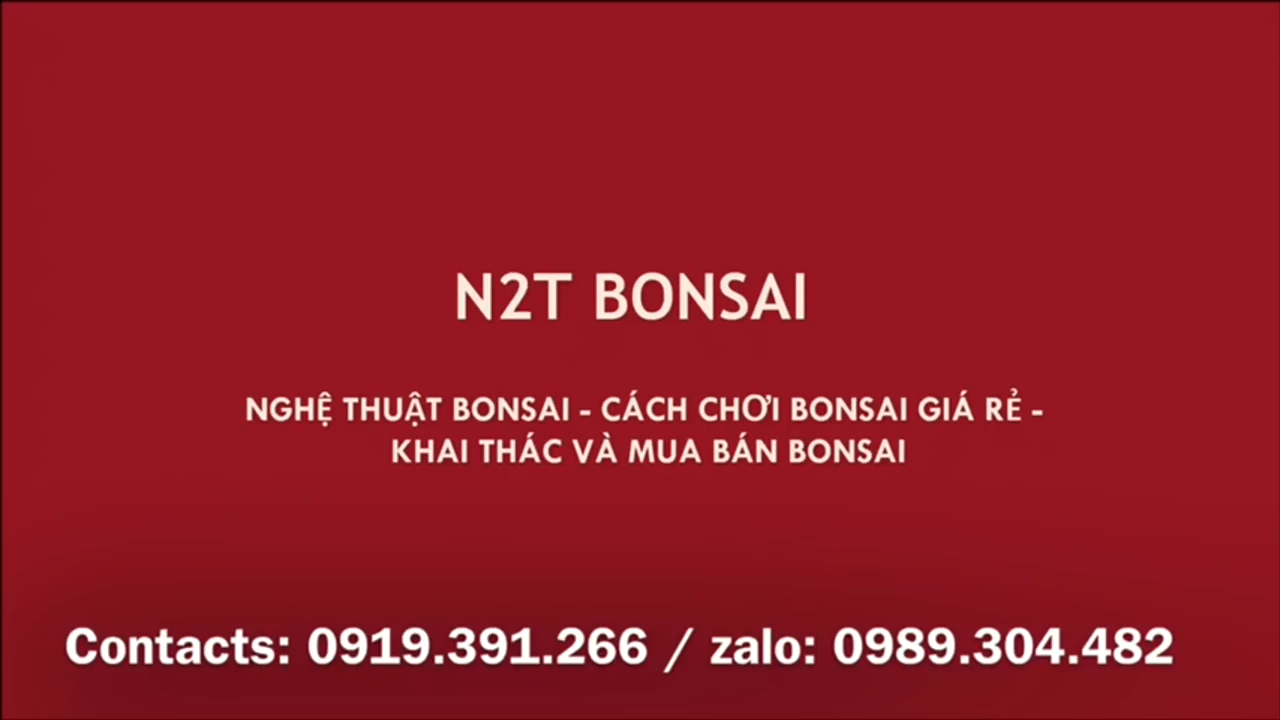 N2T BONSAI
NGHỆ THUẬT BONSAI - CÁCH CHƠI BONSAI GIÁ RẺ -
KHAI THÁC VÀ MUA BÁN BONSAI
Contacts: 0919.391.266 / zalo: 0989.304.482